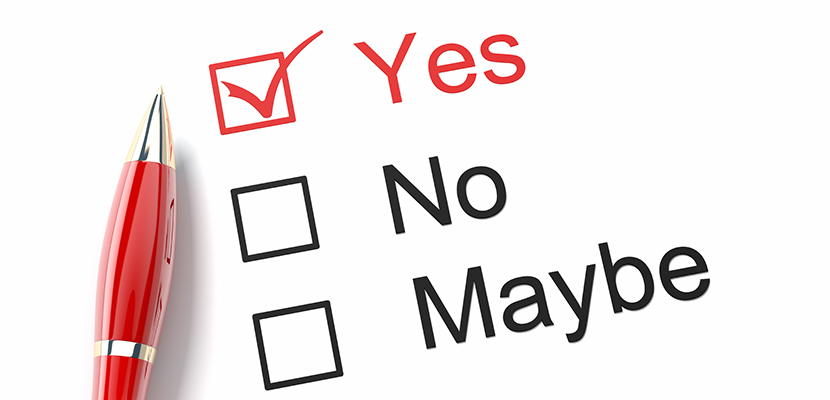 Yes
No
Maybe